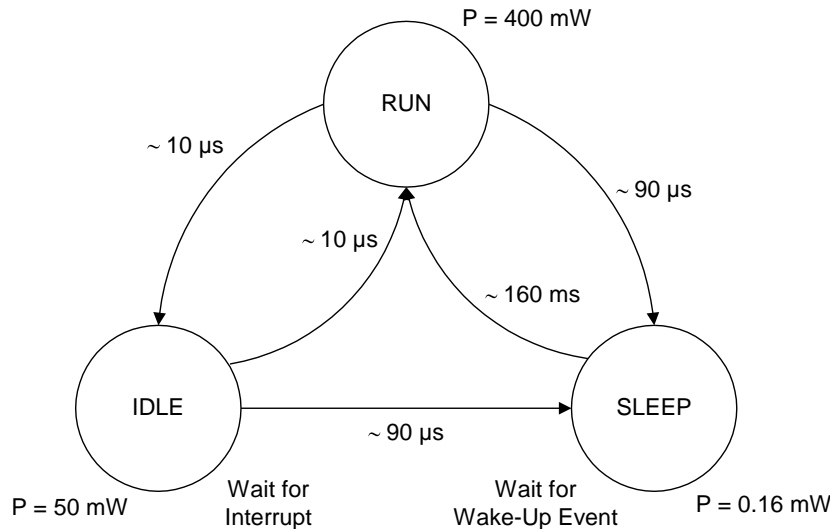 P = 400 mW
RUN
~ 10 µs
~ 90 µs
~ 10 µs
~ 160 ms
IDLE
SLEEP
~ 90 µs
P = 50 mW
Wait for
Interrupt
Wait for
Wake-Up Event
P = 0.16 mW